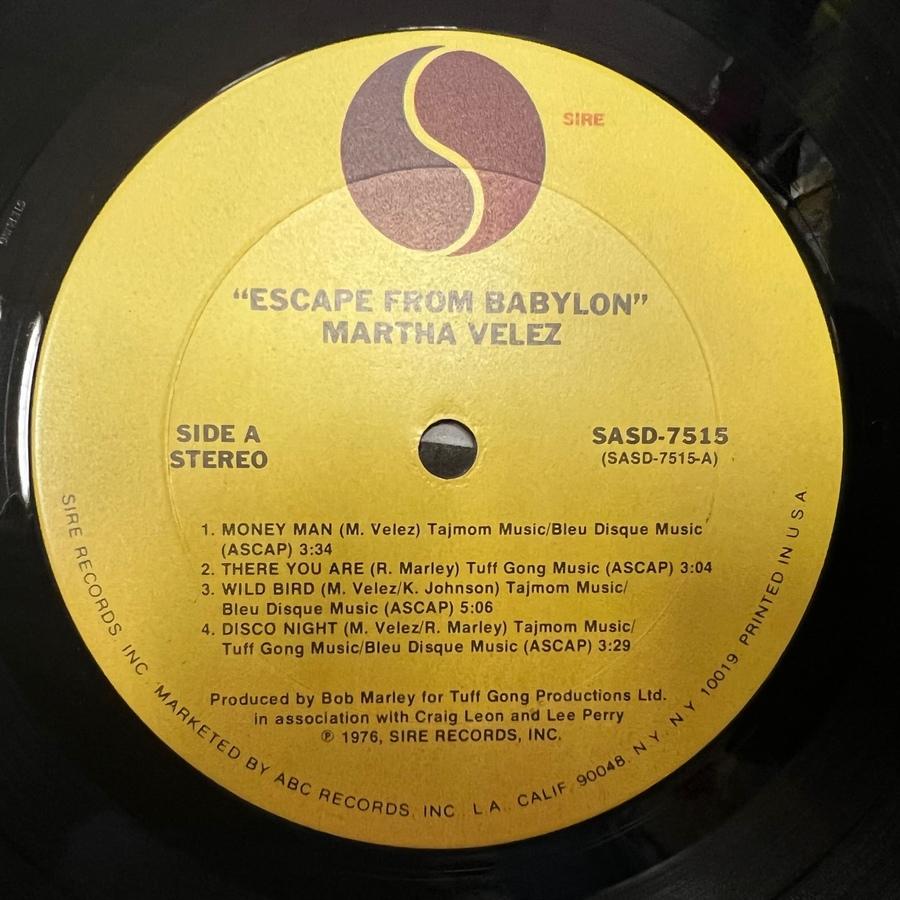 SIRE
“ESCAPE FROM BABYLON”
MARTHA VELEZ
SIDE A
STEREO
SASD-7515
(SASD-7515-A)
1. MONEY MAN (M. Velez) Tajmom Music/Bleu Disque Music
(ASCAP) 3:34
2. THERE YOU ARE (R. Marley) Tuff Gong Music (ASCAP) 3:04
3. WILD BIRD (M. Velez/K. Johnson) Tajmom Music/
Bleu Disque Music (ASCAP) 5:06
4. DISCO NIGHT (M. Velez/R. Marley) Tajmom Music/
Tuff Gong Music/Bleu Disque Music (ASCAP) 3:29
Produced by Bob Marley for Tuff Gong Productions Ltd.
in association with Craig Leon and Lee Perry
℗ 1976, SIRE RECORDS, INC.
SIRE RECORDS, INC. MARKETED BY ABC RECORDS, INC. L.A., CALIF. 90048, N.Y., N.Y. 10019 PRINTED IN U.S.A.